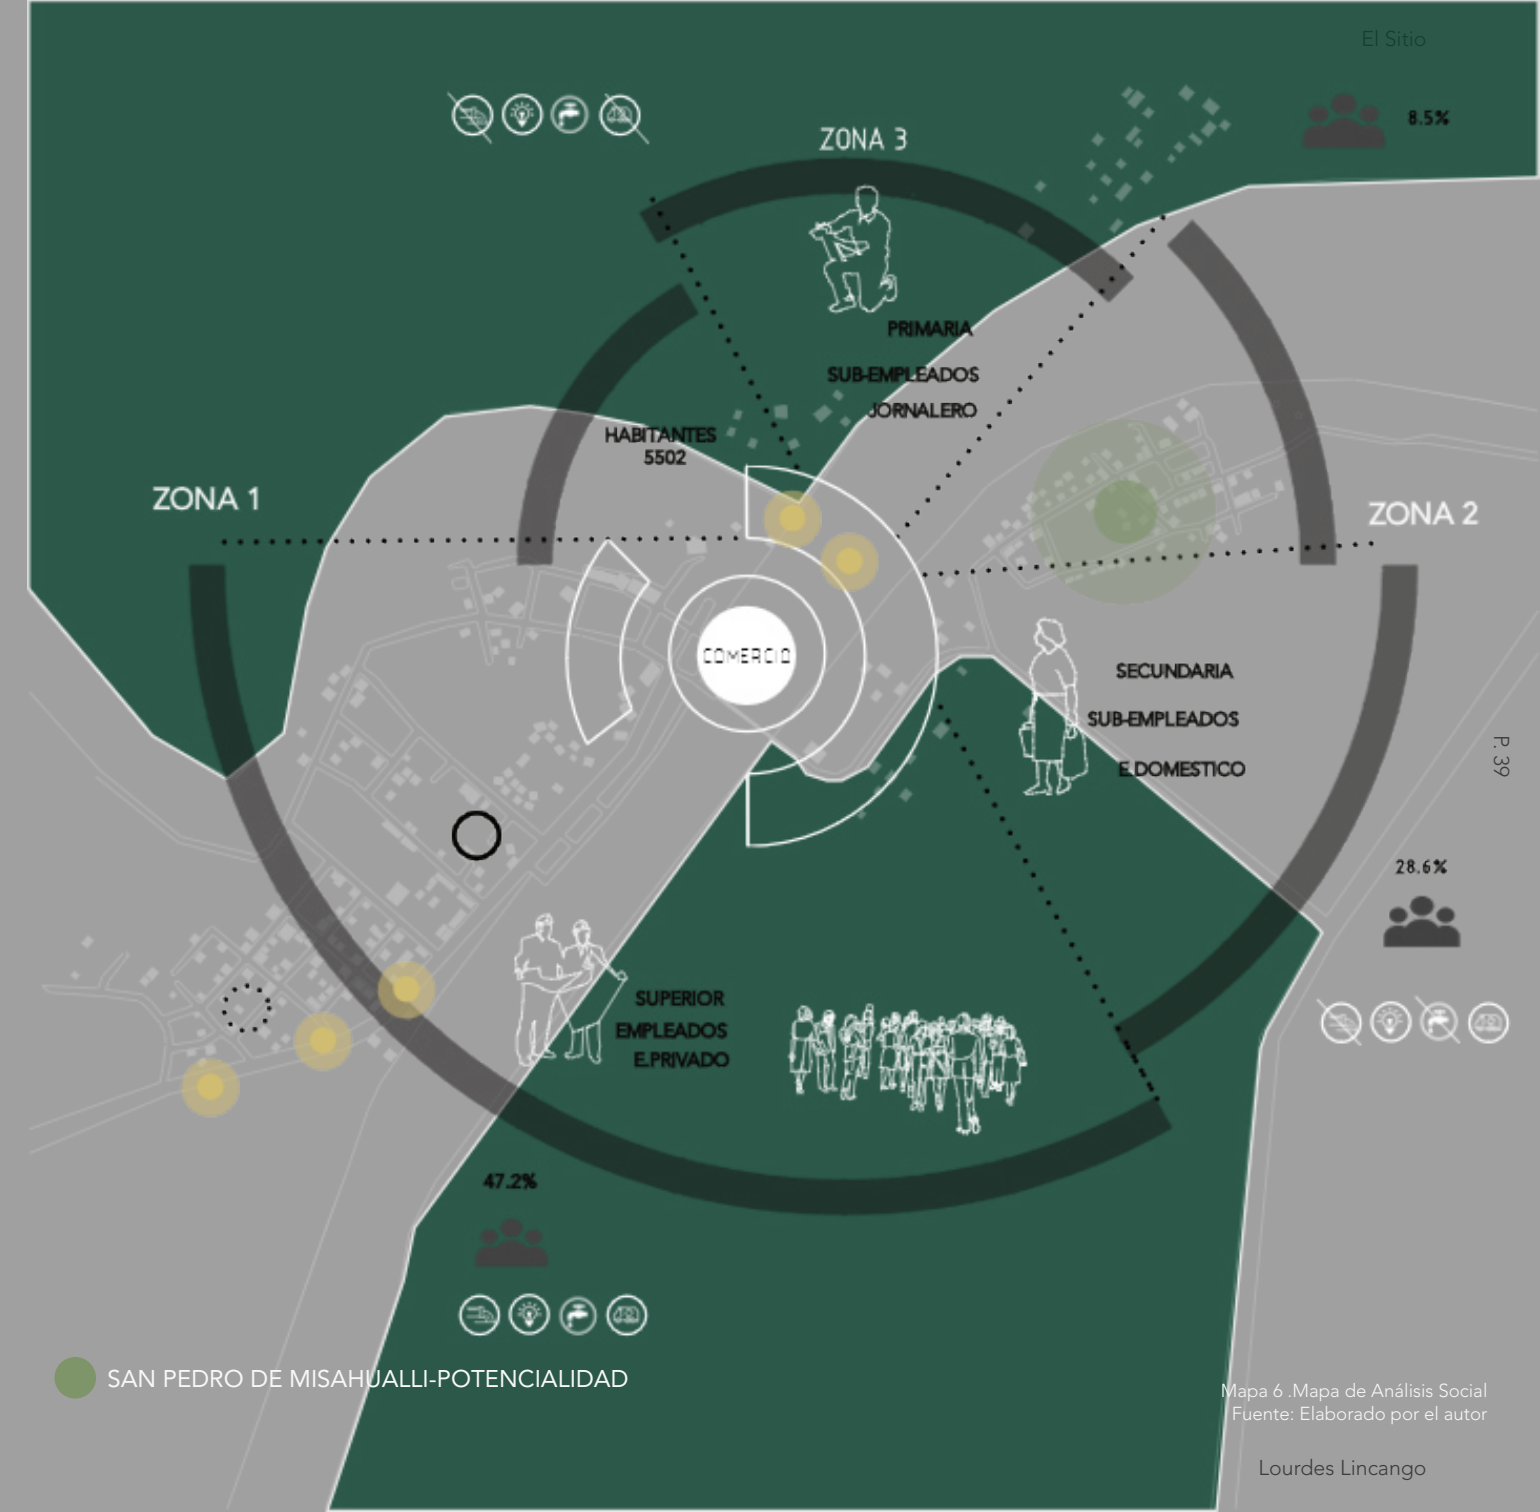 El Sitio
8.5%
ZONA 3
PRIMARIA
SUB-EMPLEADOS
JORNALERO
HABITANTES
5502
ZONA 1
ZONA 2
COMERCIO
SECUNDARIA
SUB-EMPLEADOS
E.DOMESTICO
P. 39
28.6%
SUPERIOR
EMPLEADOS
E.PRIVADO
47.2%
SAN PEDRO DE MISAHUALLI-POTENCIALIDAD
Mapa 6 .Mapa de Análisis Social
Fuente: Elaborado por el autor
Lourdes Lincango